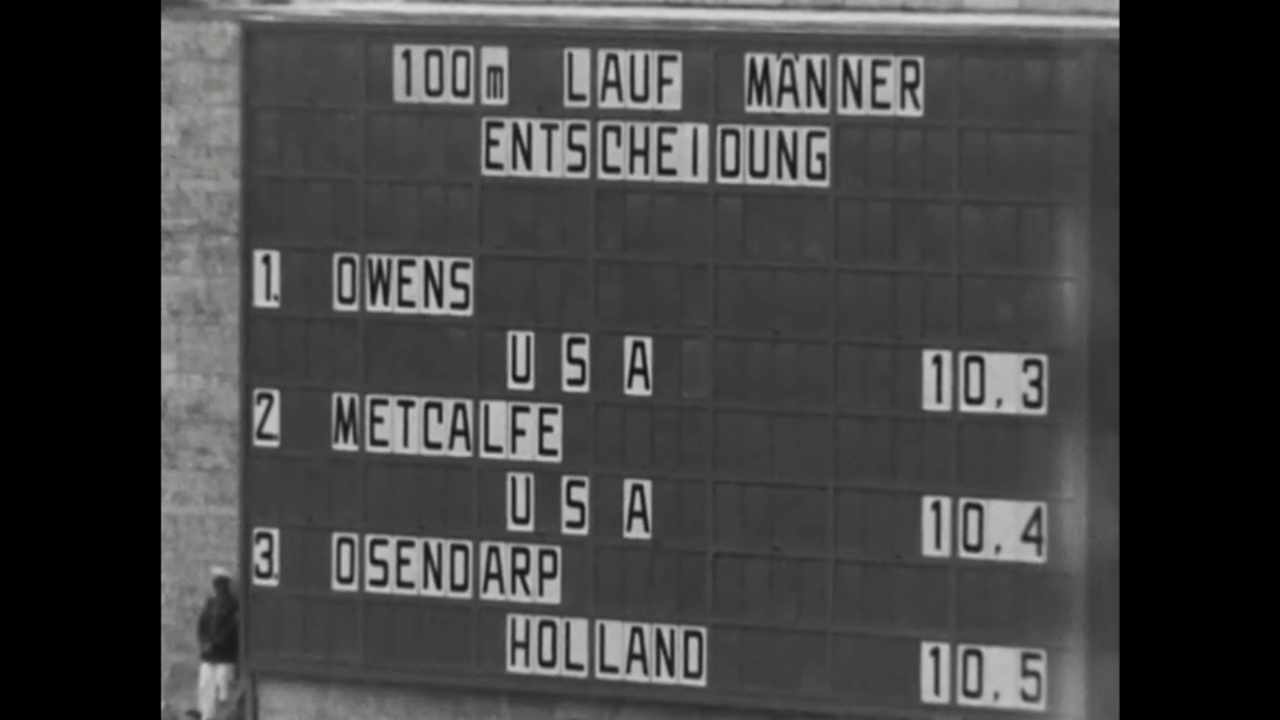 100m LAUF MÄNNER
ENTSCHEIDUNG
1. OWENS
USA 10.3
2 METCALFE
USA 10.4
3. OSENDARP
HOLLAND 10.5